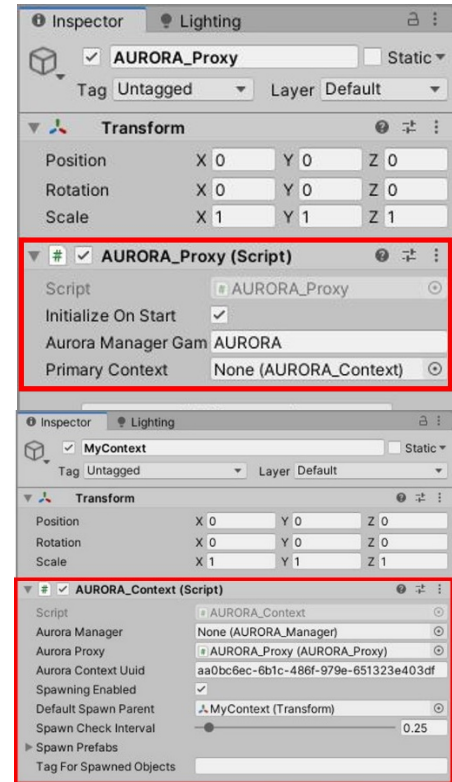 Inspector Lighting
AURORA_Proxy Static
Tag Untagged Layer Default
Transform
Position X 0 Y 0 Z 0
Rotation X 0 Y 0 Z 0
Scale X 1 Y 1 Z 1
# AURORA_Proxy (Script)
Script # AURORA_Proxy
Initialize On Start
Aurora Manager Gam AURORA
Primary Context None (AURORA_Context)
Inspector Lighting
MyContext Static
Tag Untagged Layer Default
Transform
Position X 0 Y 0 Z 0
Rotation X 0 Y 0 Z 0
Scale X 1 Y 1 Z 1
# AURORA_Context (Script)
Script # AURORA_Context
Aurora Manager None (AURORA_Manager)
Aurora Proxy # AURORA_Proxy (AURORA_Proxy)
Aurora Context Uuid aa0bc6ec-6b1c-486f-979e-651323e403df
Spawning Enabled
Default Spawn Parent MyContext (Transform)
Spawn Check Interval 0.25
Spawn Prefabs
Tag For Spawned Objects